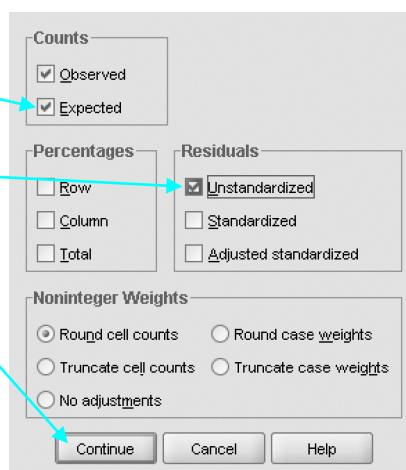 Counts
Observed
Expected
Percentages
Row
Column
Total
Residuals
Unstandardized
Standardized
Adjusted standardized
Noninteger Weights
Round cell counts
Round case weights
Truncate cell counts
Truncate case weights
No adjustments
Continue
Cancel
Help